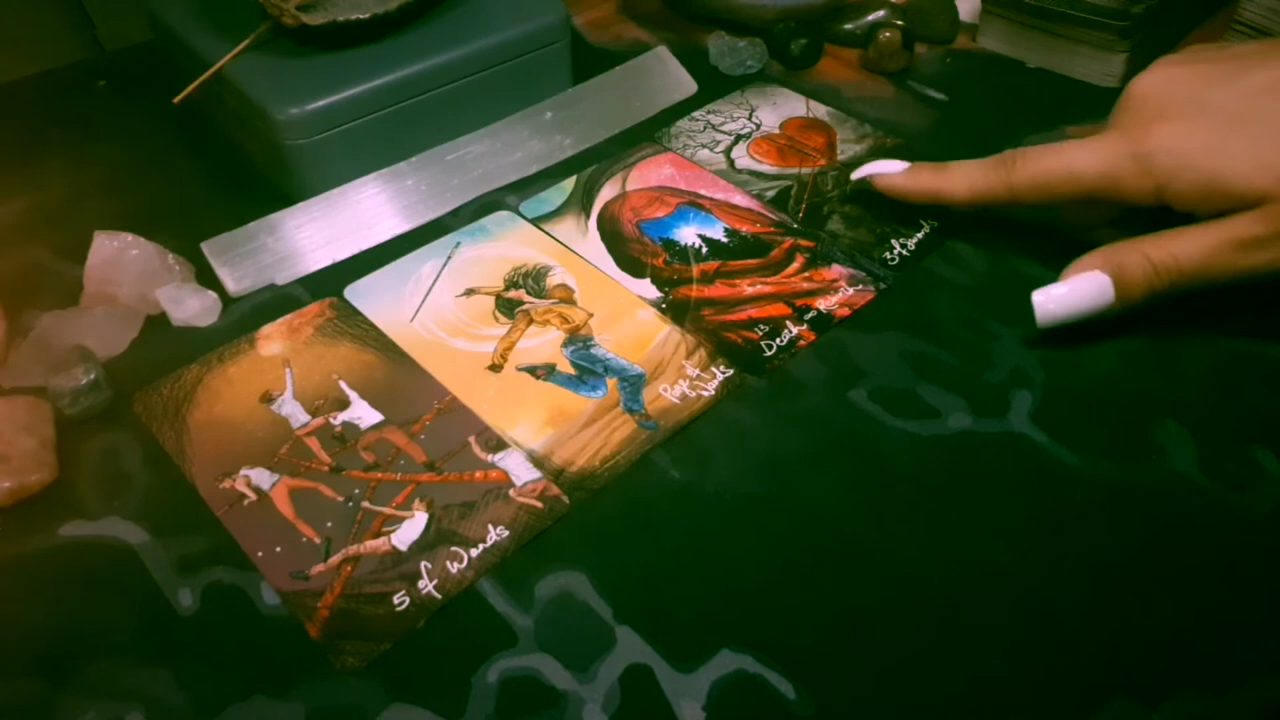 5 of Wands
Page of
Wands
13.
Death ∞ Rebirth
3 of Swords